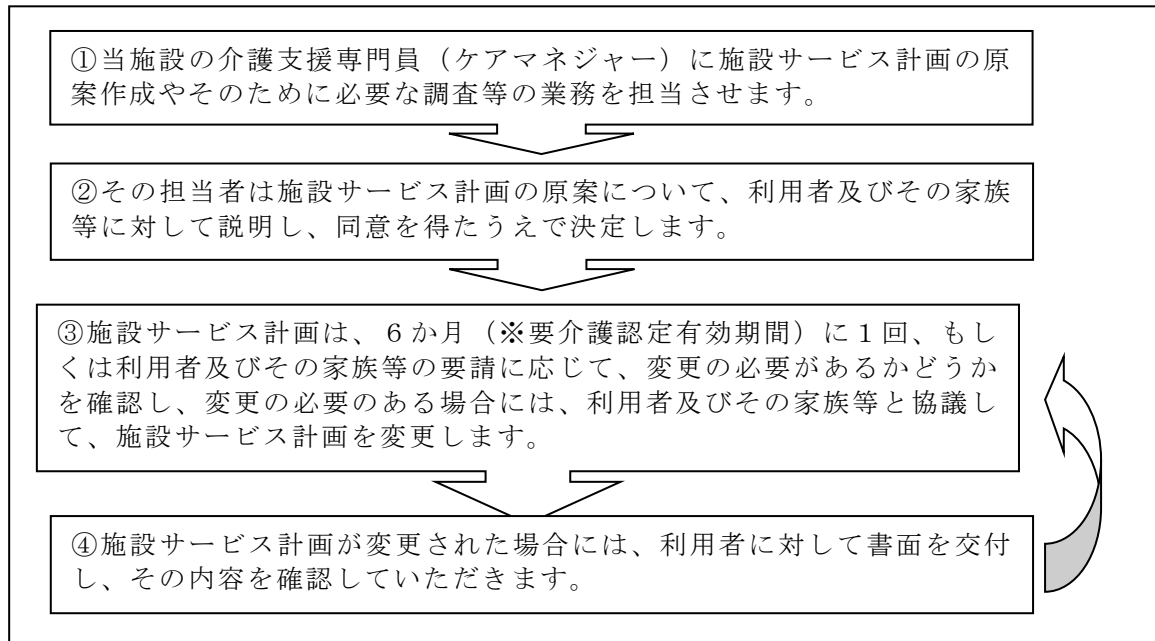 ①当施設の介護支援専門員（ケアマネジャー）に施設サービス計画の原
案作成やそのために必要な調査等の業務を担当させます。
②その担当者は施設サービス計画の原案について、利用者及びその家族
等に対して説明し、同意を得たうえで決定します。
③施設サービス計画は、６か月（※要介護認定有効期間）に１回、もし
くは利用者及びその家族等の要請に応じて、変更の必要があるかどうか
を確認し、変更の必要のある場合には、利用者及びその家族等と協議し
て、施設サービス計画を変更します。
④施設サービス計画が変更された場合には、利用者に対して書面を交付
し、その内容を確認していただきます。